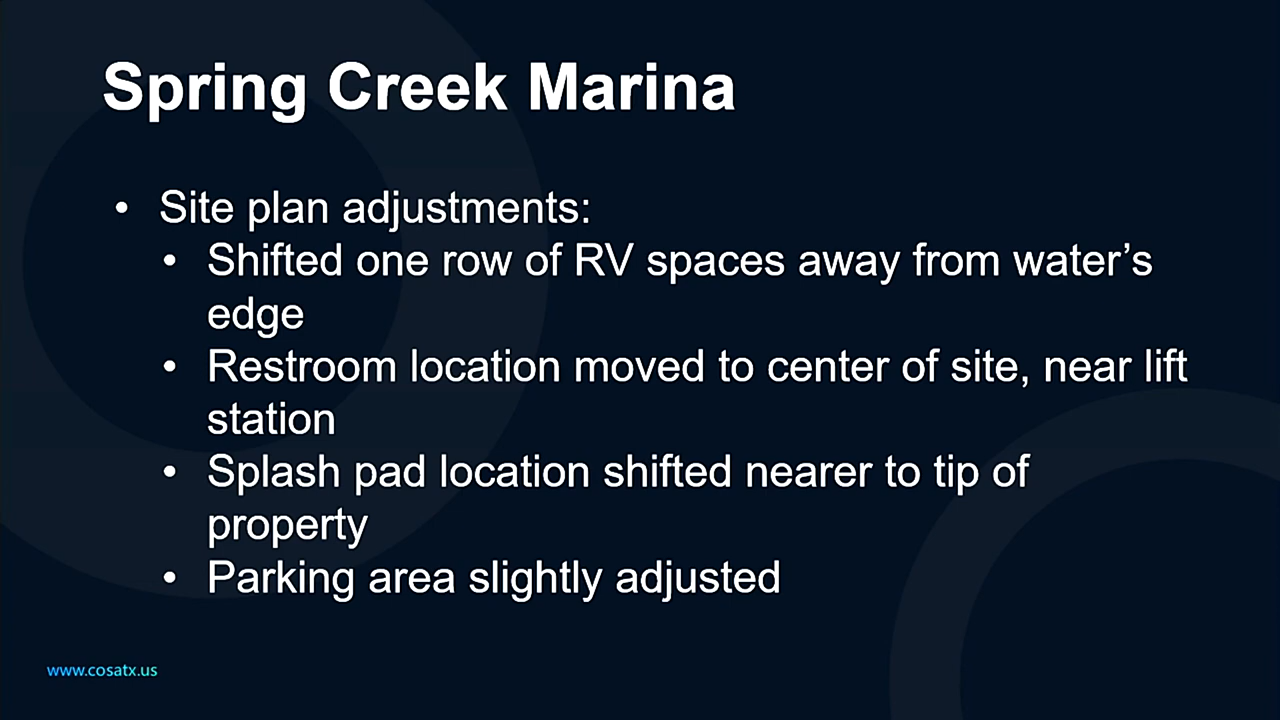 Spring Creek Marina
• Site plan adjustments:
• Shifted one row of RV spaces away from water’s
edge
• Restroom location moved to center of site, near lift
station
• Splash pad location shifted nearer to tip of
property
• Parking area slightly adjusted
www.cosatx.us